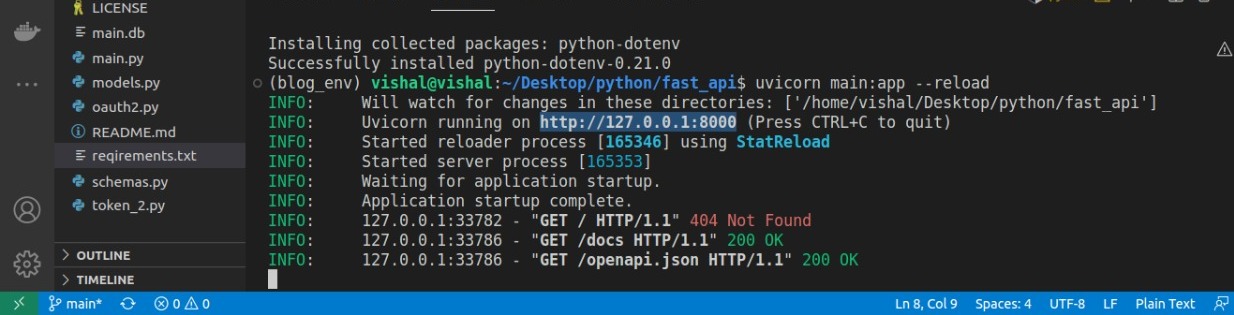 LICENSE
main.db
main.py
models.py
oauth2.py
README.md
reqirements.txt
schemas.py
token_2.py
OUTLINE
TIMELINE
Installing collected packages: python-dotenv
Successfully installed python-dotenv-0.21.0
(blog_env) vishal@vishal:~/Desktop/python/fast_api$ uvicorn main:app --reload
INFO:     Will watch for changes in these directories: ['/home/vishal/Desktop/python/fast_api']
INFO:     Uvicorn running on http://127.0.0.1:8000 (Press CTRL+C to quit)
INFO:     Started reloader process [165346] using StatReload
INFO:     Started server process [165353]
INFO:     Waiting for application startup.
INFO:     Application startup complete.
INFO:     127.0.0.1:33782 - "GET / HTTP/1.1" 404 Not Found
INFO:     127.0.0.1:33786 - "GET /docs HTTP/1.1" 200 OK
INFO:     127.0.0.1:33786 - "GET /openapi.json HTTP/1.1" 200 OK
main* 0 0 Ln 8, Col 9 Spaces: 4 UTF-8 LF Plain Text